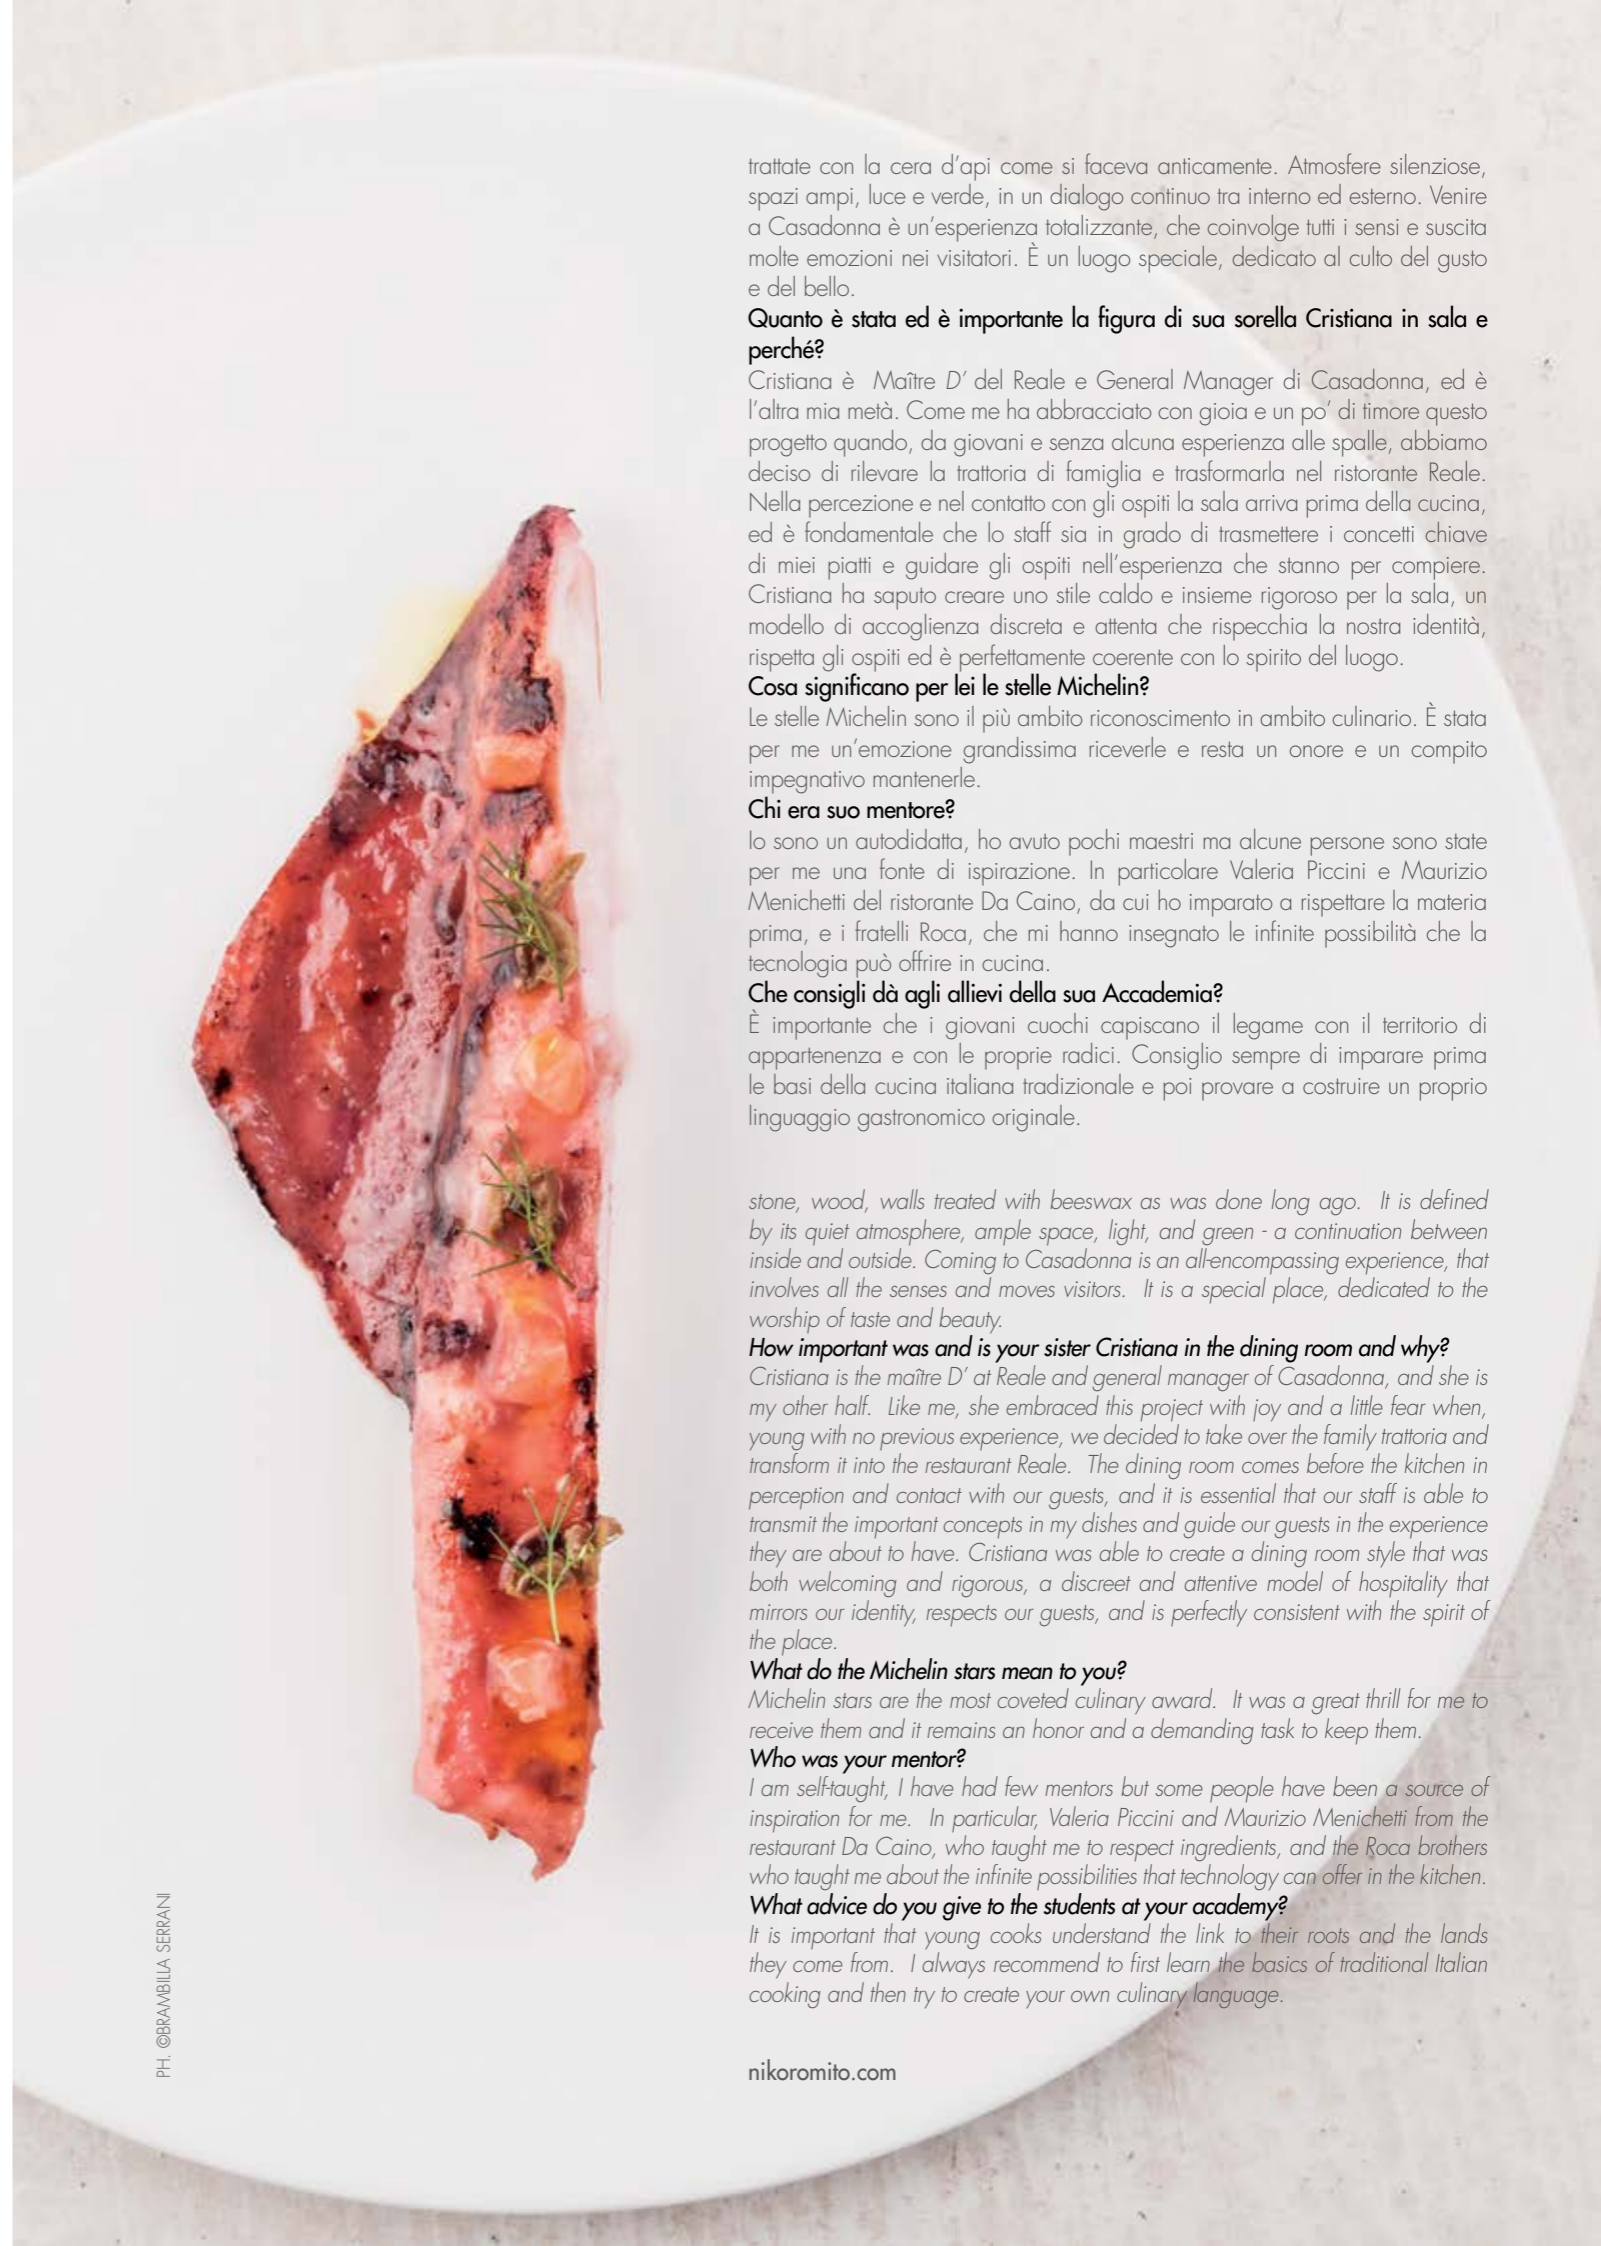 trattate con la cera d'api come si faceva anticamente. Atmosfere silenziose,
spazi ampi, luce e verde, in un dialogo continuo tra interno ed esterno. Venire
a Casadonna è un'esperienza totalizzante, che coinvolge tutti i sensi e suscita
molte emozioni nei visitatori. È un luogo speciale, dedicato al culto del gusto
e del bello.
Quanto è stata ed è importante la figura di sua sorella Cristiana in sala e
perché?
Cristiana è Maître D' del Reale e General Manager di Casadonna, ed è
l'altra mia metà. Come me ha abbracciato con gioia e un po' di timore questo
progetto quando, da giovani e senza alcuna esperienza alle spalle, abbiamo
deciso di rilevare la trattoria di famiglia e trasformarla nel ristorante Reale.
Nella percezione e nel contatto con gli ospiti la sala arriva prima della cucina,
ed è fondamentale che lo staff sia in grado di trasmettere i concetti chiave
di miei piatti e guidare gli ospiti nell'esperienza che stanno per compiere.
Cristiana ha saputo creare uno stile caldo e insieme rigoroso per la sala, un
modello di accoglienza discreta e attenta che rispecchia la nostra identità,
rispetta gli ospiti ed è perfettamente coerente con lo spirito del luogo.
Cosa significano per lei le stelle Michelin?
Le stelle Michelin sono il più ambito riconoscimento in ambito culinario. È stata
per me un'emozione grandissima riceverle e resta un onore e un compito
impegnativo mantenerle.
Chi era suo mentore?
Io sono un autodidatta, ho avuto pochi maestri ma alcune persone sono state
per me una fonte di ispirazione. In particolare Valeria Piccini e Maurizio
Menichetti del ristorante Da Caino, da cui ho imparato a rispettare la materia
prima, e i fratelli Roca, che mi hanno insegnato le infinite possibilità che la
tecnologia può offrire in cucina.
Che consigli dà agli allievi della sua Accademia?
È importante che i giovani cuochi capiscano il legame con il territorio di
appartenenza e con le proprie radici. Consiglio sempre di imparare prima
le basi della cucina italiana tradizionale e poi provare a costruire un proprio
linguaggio gastronomico originale.
stone, wood, walls treated with beeswax as was done long ago. It is defined
by its quiet atmosphere, ample space, light, and green - a continuation between
inside and outside. Coming to Casadonna is an all-encompassing experience, that
involves all the senses and moves visitors. It is a special place, dedicated to the
worship of taste and beauty.
How important was and is your sister Cristiana in the dining room and why?
Cristiana is the maître D' at Reale and general manager of Casadonna, and she is
my other half. Like me, she embraced this project with joy and a little fear when,
young with no previous experience, we decided to take over the family trattoria and
transform it into the restaurant Reale. The dining room comes before the kitchen in
perception and contact with our guests, and it is essential that our staff is able to
transmit the important concepts in my dishes and guide our guests in the experience
they are about to have. Cristiana was able to create a dining room style that was
both welcoming and rigorous, a discreet and attentive model of hospitality that
mirrors our identity, respects our guests, and is perfectly consistent with the spirit of
the place.
What do the Michelin stars mean to you?
Michelin stars are the most coveted culinary award. It was a great thrill for me to
receive them and it remains an honor and a demanding task to keep them.
Who was your mentor?
I am self-taught, I have had few mentors but some people have been a source of
inspiration for me. In particular, Valeria Piccini and Maurizio Menichetti from the
restaurant Da Caino, who taught me to respect ingredients, and the Roca brothers
who taught me about the infinite possibilities that technology can offer in the kitchen.
What advice do you give to the students at your academy?
It is important that young cooks understand the link to their roots and the lands
they come from. I always recommend to first learn the basics of traditional Italian
cooking and then try to create your own culinary language.
nikoromito.com
PH. ©BRAMBILLA SERRANI